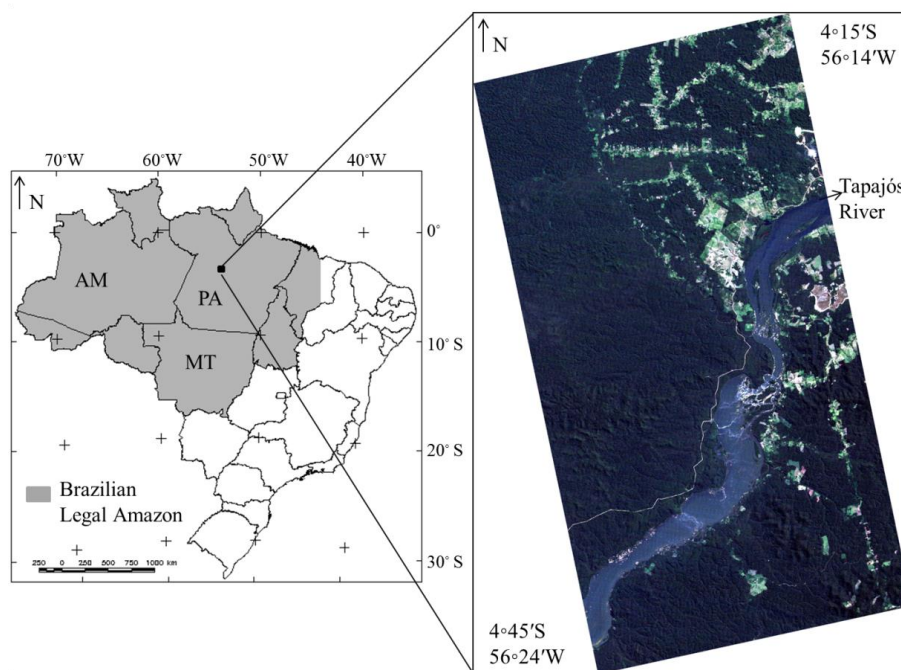 N
4◦15′S
56◦14′W
Tapajós
River
70°W
60°W
50°W
40°W
N
0°
AM
PA
MT
10° S
20° S
30° S
Brazilian
Legal Amazon
250 0 250 500 750 1000 km
4◦45′S
56◦24′W